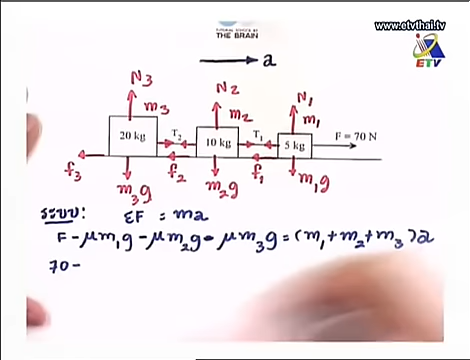 www.etvthai.tv
THE BRAIN
ETV
a
N3 N2 N1
m3 m2 m1
20 kg T2 10 kg T1 5 kg F = 70 N
f3 f2 f1
m3g m2g m1g
ระบบ: ΣF = ma
F - μm1g - μm2g - μm3g = (m1+m2+m3)a
70 -